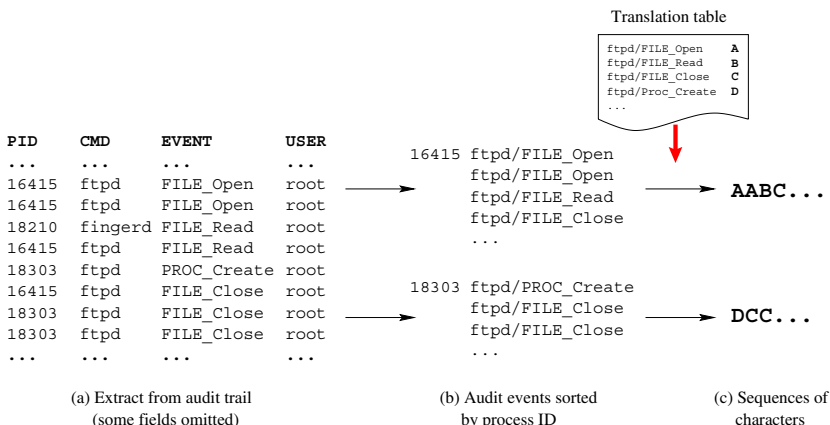 Translation table
ftpd/FILE_Open A
ftpd/FILE_Read B
ftpd/FILE_Close C
ftpd/Proc_Create D
...
PID CMD EVENT USER
... ... ... ...
16415 ftpd FILE_Open root
16415 ftpd FILE_Open root
18210 fingerd FILE_Read root
16415 ftpd FILE_Read root
18303 ftpd PROC_Create root
16415 ftpd FILE_Close root
18303 ftpd FILE_Close root
18303 ftpd FILE_Close root
... ... ... ...
16415 ftpd/FILE_Open
ftpd/FILE_Open
ftpd/FILE_Read
ftpd/FILE_Close
...
18303 ftpd/PROC_Create
ftpd/FILE_Close
ftpd/FILE_Close
...
AABC...
DCC...
(a) Extract from audit trail
(some fields omitted)
(b) Audit events sorted
by process ID
(c) Sequences of
characters